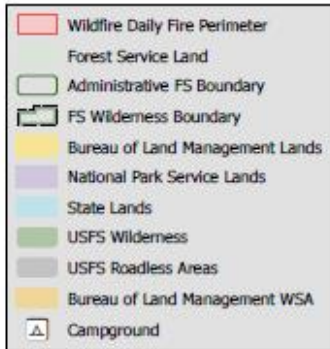 Wildfire Daily Fire Perimeter
Forest Service Land
Administrative FS Boundary
FS Wilderness Boundary
Bureau of Land Management Lands
National Park Service Lands
State Lands
USFS Wilderness
USFS Roadless Areas
Bureau of Land Management WSA
Campground